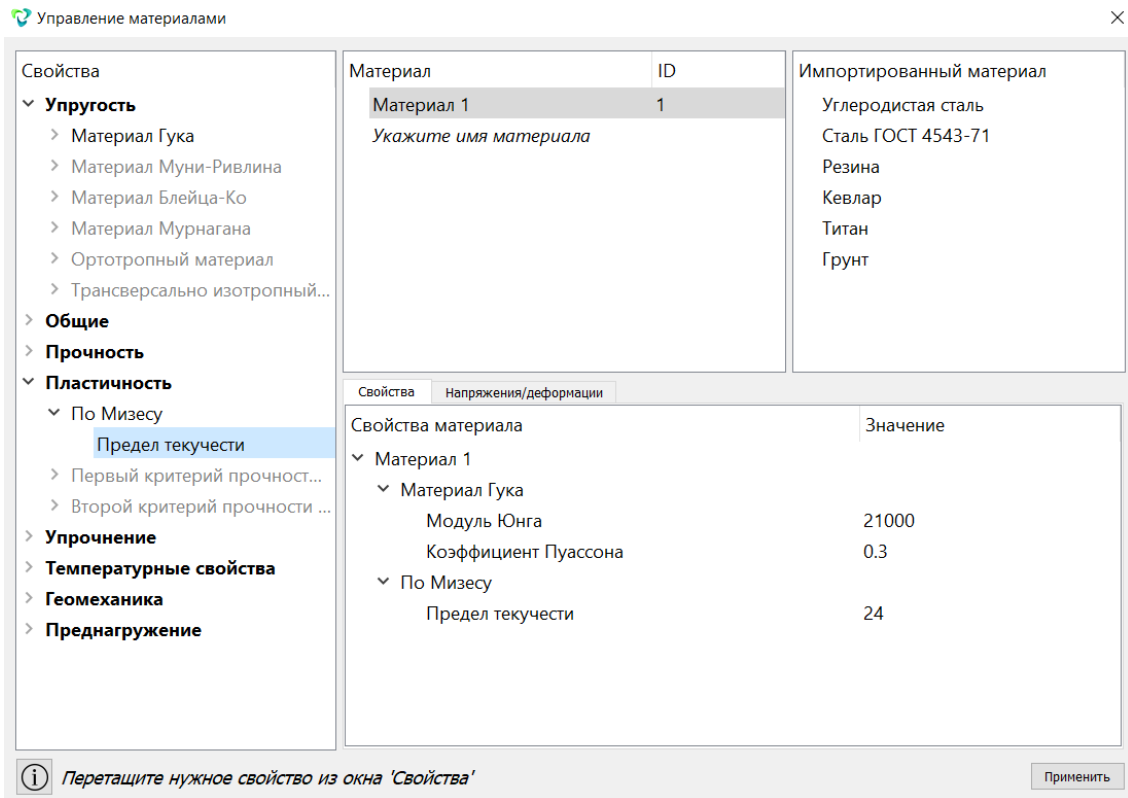 Управление материалами
Свойства
Упругость
Материал Гука
Материал Муни-Ривлина
Материал Блейца-Ко
Материал Мурнагана
Ортотропный материал
Трансверсально изотропный...
Общие
Прочность
Пластичность
По Мизесу
Предел текучести
Первый критерий прочност...
Второй критерий прочности ...
Упрочнение
Температурные свойства
Геомеханика
Преднагружение
Материал ID
Материал 1 1
Укажите имя материала
Импортированный материал
Углеродистая сталь
Сталь ГОСТ 4543-71
Резина
Кевлар
Титан
Грунт
Свойства Напряжения/деформации
Свойства материала Значение
Материал 1
Материал Гука
Модуль Юнга 21000
Коэффициент Пуассона 0.3
По Мизесу
Предел текучести 24
Перетащите нужное свойство из окна 'Свойства'
Применить